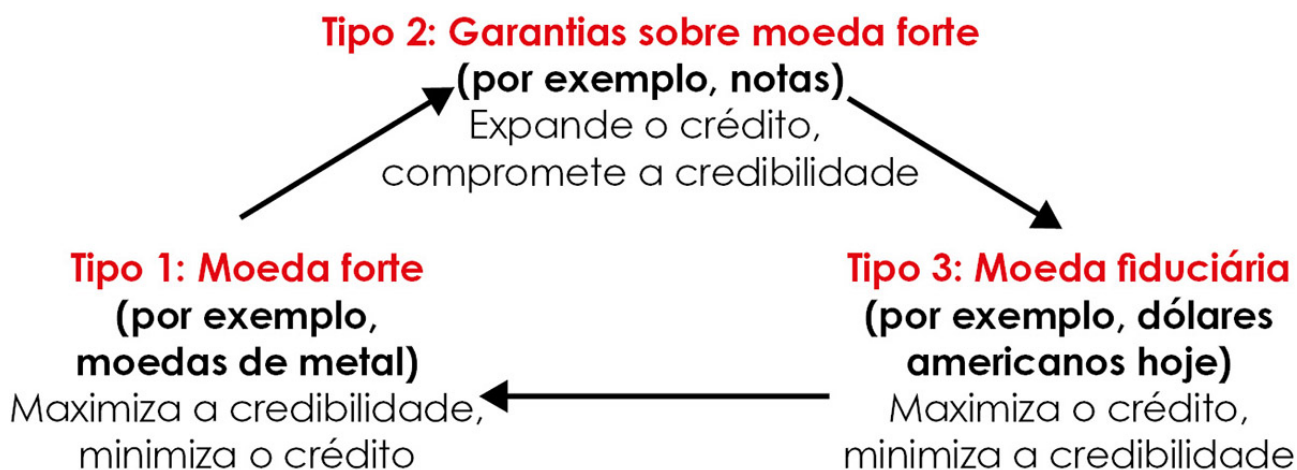 Tipo 2: Garantias sobre moeda forte
(por exemplo, notas)
Expande o crédito,
compromete a credibilidade
Tipo 1: Moeda forte
(por exemplo,
moedas de metal)
Maximiza a credibilidade,
minimiza o crédito
Tipo 3: Moeda fiduciária
(por exemplo, dólares
americanos hoje)
Maximiza o crédito,
minimiza a credibilidade